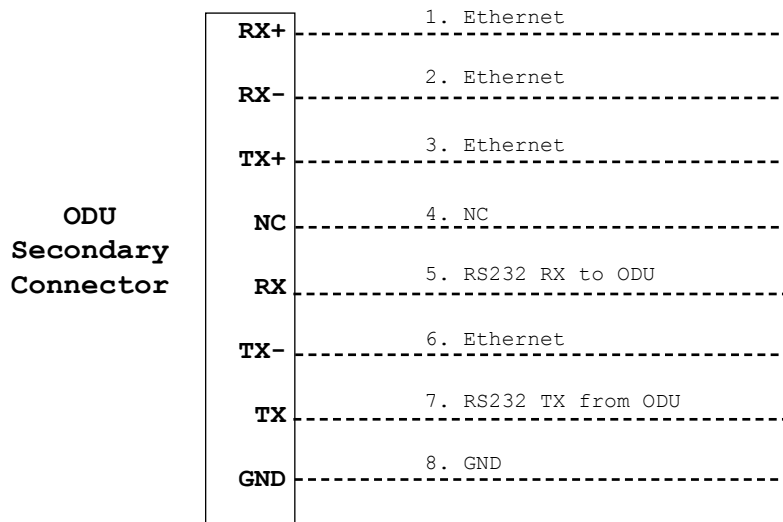 RX+
1. Ethernet
RX-
2. Ethernet
TX+
3. Ethernet
ODU
Secondary
Connector
NC
4. NC
RX
5. RS232 RX to ODU
TX-
6. Ethernet
TX
7. RS232 TX from ODU
GND
8. GND